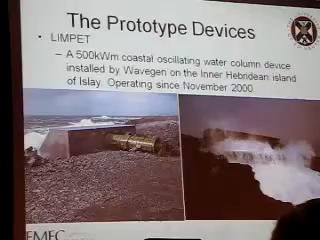 The Prototype Devices
• LIMPET
– A 500kWm coastal oscillating water column device
installed by Wavegen on the Inner Hebridean island
of Islay. Operating since November 2000.
EMEC